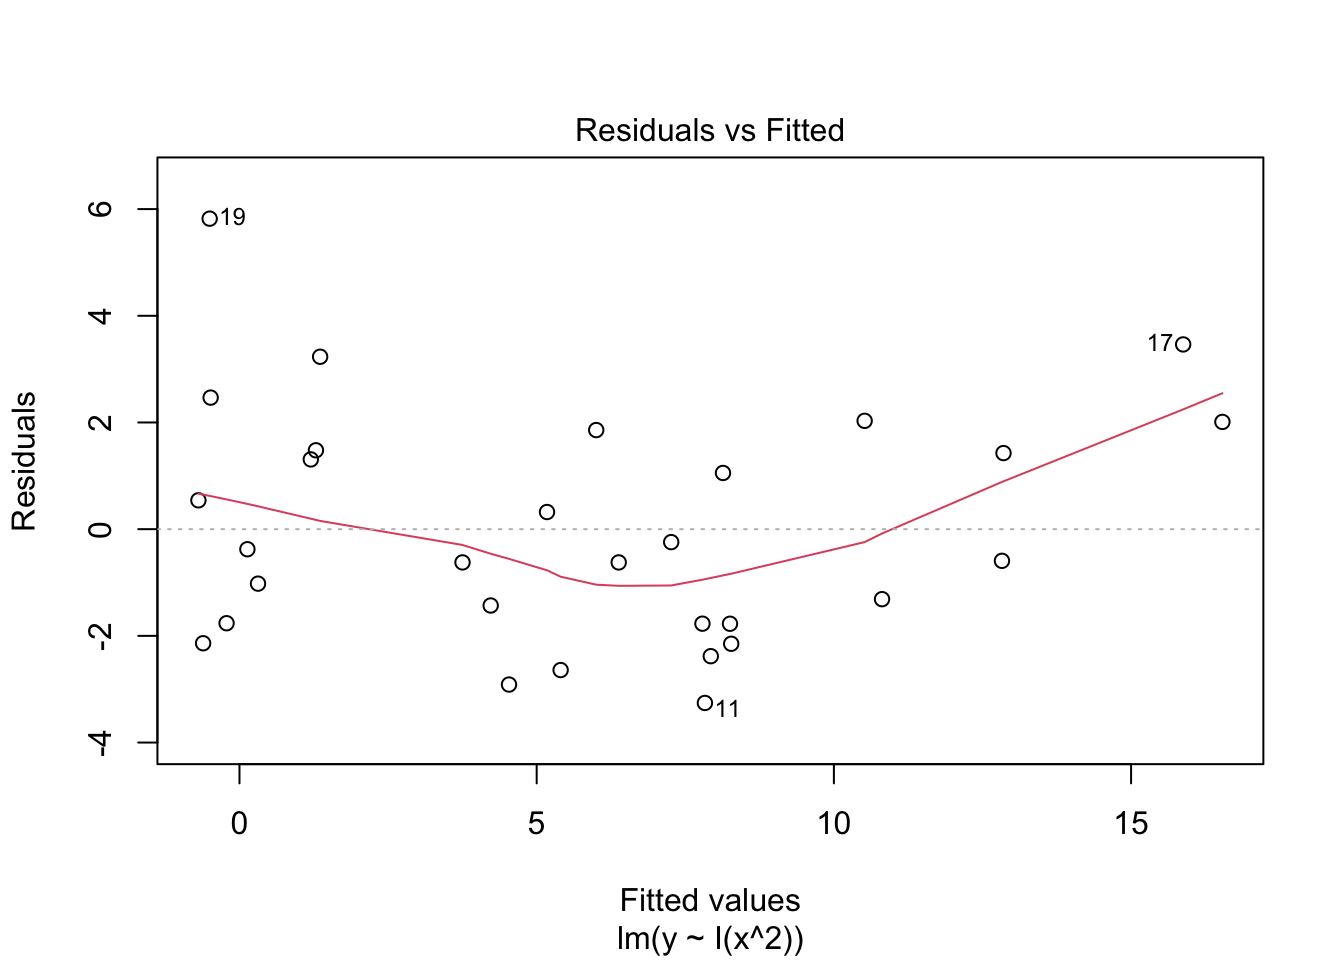 Residuals vs Fitted
Residuals
6
4
2
0
-2
-4
19
17
11
0 5 10 15
Fitted values
lm(y ~ I(x^2))